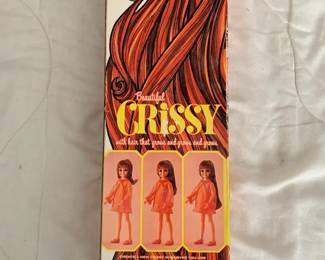 Beautiful
CRISSY
with hair that grows and grows and grows